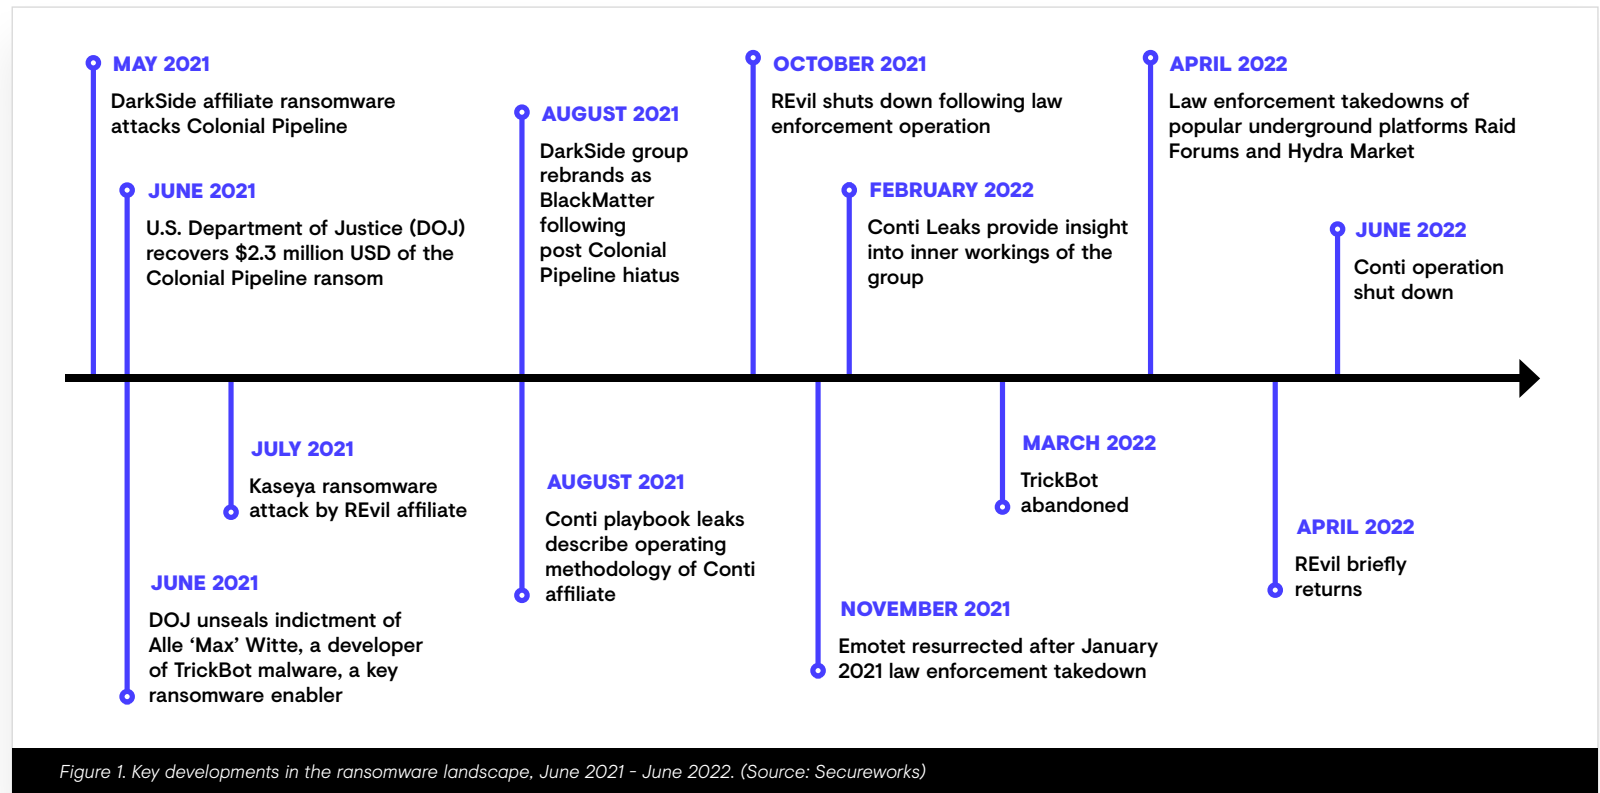 MAY 2021
DarkSide affiliate ransomware
attacks Colonial Pipeline
JUNE 2021
U.S. Department of Justice (DOJ)
recovers $2.3 million USD of the
Colonial Pipeline ransom
AUGUST 2021
DarkSide group
rebrands as
BlackMatter
following
post Colonial
Pipeline hiatus
OCTOBER 2021
REvil shuts down following law
enforcement operation
FEBRUARY 2022
Conti Leaks provide insight
into inner workings of the
group
APRIL 2022
Law enforcement takedowns of
popular underground platforms Raid
Forums and Hydra Market
JUNE 2022
Conti operation
shut down
JULY 2021
Kaseya ransomware
attack by REvil affiliate
JUNE 2021
DOJ unseals indictment of
Alle ‘Max’ Witte, a developer
of TrickBot malware, a key
ransomware enabler
AUGUST 2021
Conti playbook leaks
describe operating
methodology of Conti
affiliate
NOVEMBER 2021
Emotet resurrected after January
2021 law enforcement takedown
MARCH 2022
TrickBot
abandoned
APRIL 2022
REvil briefly
returns
Figure 1. Key developments in the ransomware landscape, June 2021 - June 2022. (Source: Secureworks)